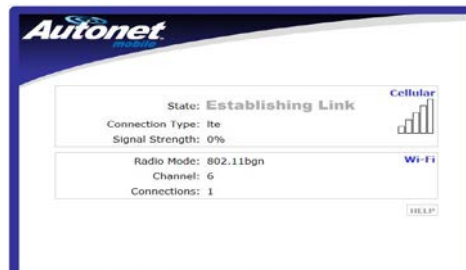 Autonet
mobile
Cellular
State: Establishing Link
Connection Type: lte
Signal Strength: 0%
Wi-Fi
Radio Mode: 802.11bgn
Channel: 6
Connections: 1
HELP